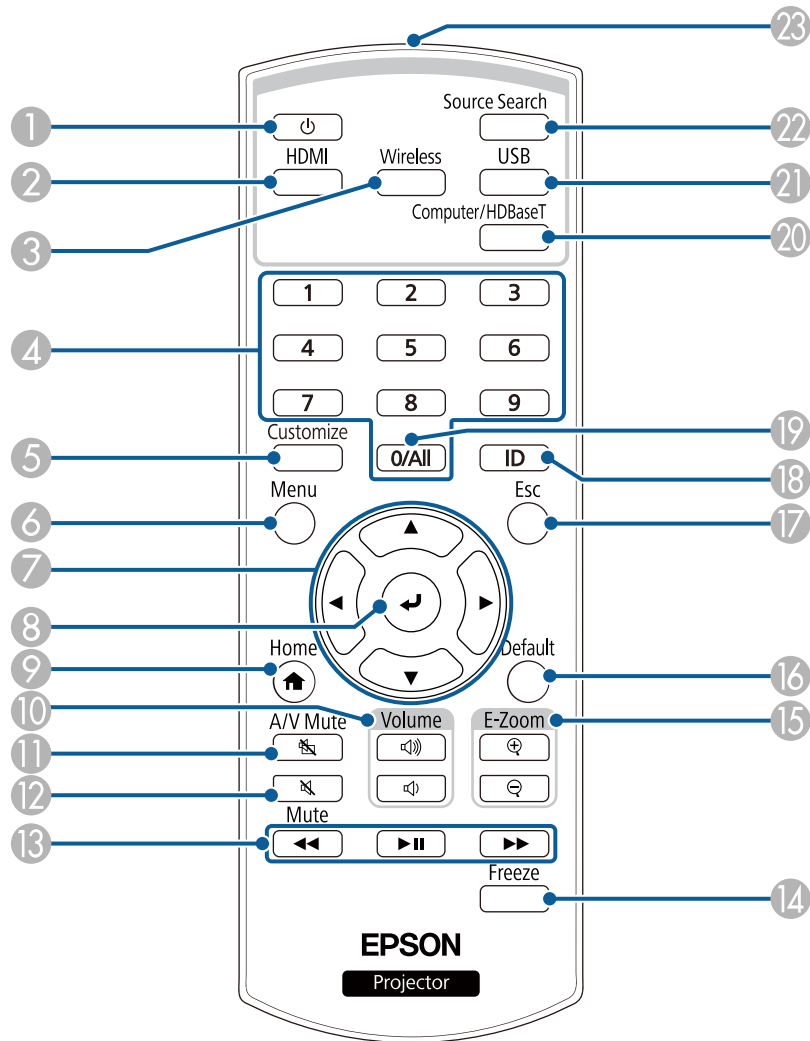 23
Source Search
1
22
HDMI Wireless USB
2
21
3
Computer/HDBaseT
20
1 2 3
4
4 5 6
7 8 9
Customize
19
5
0/All ID
18
Menu Esc
6
17
7
8
Home Default
9
16
10
A/V Mute Volume E-Zoom
15
11
12
Mute
13
Freeze
14
EPSON
Projector